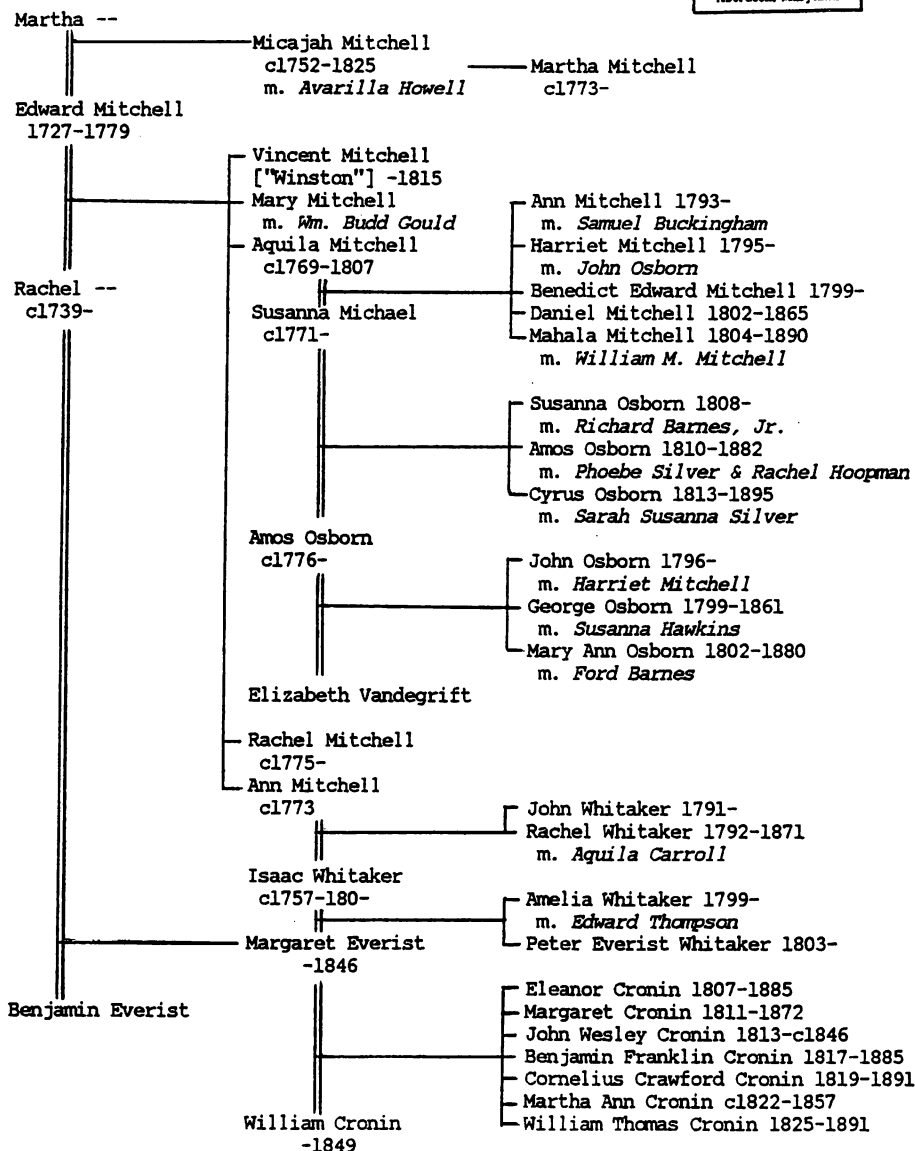 Martha --
Micajah Mitchell
c1752-1825
m. Avarilla Howell
Martha Mitchell
c1773-
Edward Mitchell
1727-1779
Vincent Mitchell
["Winston"] -1815
Mary Mitchell
m. Wm. Budd Gould
Aquila Mitchell
c1769-1807
Ann Mitchell 1793-
m. Samuel Buckingham
Harriet Mitchell 1795-
m. John Osborn
Benedict Edward Mitchell 1799-
Daniel Mitchell 1802-1865
Mahala Mitchell 1804-1890
m. William M. Mitchell
Rachel --
c1739-
Susanna Michael
c1771-
Susanna Osborn 1808-
m. Richard Barnes, Jr.
Amos Osborn 1810-1882
m. Phoebe Silver & Rachel Hoopman
Cyrus Osborn 1813-1895
m. Sarah Susanna Silver
Amos Osborn
c1776-
John Osborn 1796-
m. Harriet Mitchell
George Osborn 1799-1861
m. Susanna Hawkins
Mary Ann Osborn 1802-1880
m. Ford Barnes
Elizabeth Vandegrift
Rachel Mitchell
c1775-
Ann Mitchell
c1773
John Whitaker 1791-
Rachel Whitaker 1792-1871
m. Aquila Carroll
Isaac Whitaker
c1757-180-
Amelia Whitaker 1799-
m. Edward Thompson
Peter Everist Whitaker 1803-
Margaret Everist
-1846
Benjamin Everist
Eleanor Cronin 1807-1885
Margaret Cronin 1811-1872
John Wesley Cronin 1813-c1846
Benjamin Franklin Cronin 1817-1885
Cornelius Crawford Cronin 1819-1891
Martha Ann Cronin c1822-1857
William Thomas Cronin 1825-1891
William Cronin
-1849